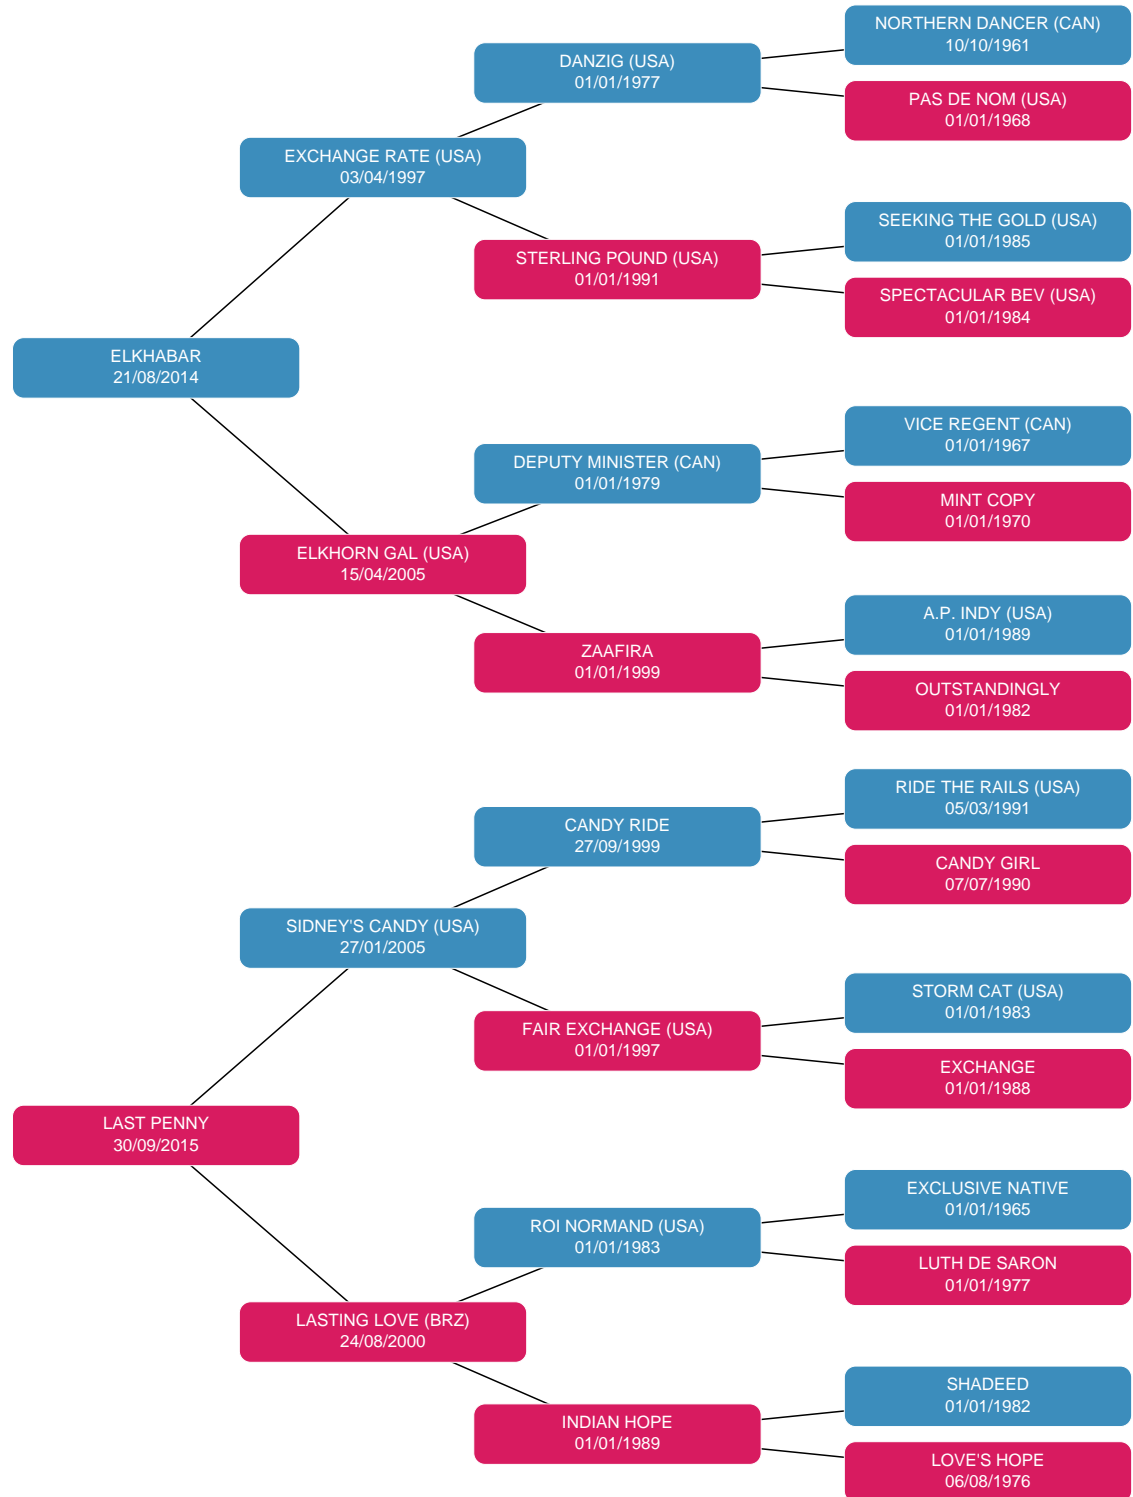 NORTHERN DANCER (CAN)
10/10/1961
DANZIG (USA)
01/01/1977
PAS DE NOM (USA)
01/01/1968
EXCHANGE RATE (USA)
03/04/1997
SEEKING THE GOLD (USA)
01/01/1985
STERLING POUND (USA)
01/01/1991
SPECTACULAR BEV (USA)
01/01/1984
ELKHABAR
21/08/2014
VICE REGENT (CAN)
01/01/1967
DEPUTY MINISTER (CAN)
01/01/1979
MINT COPY
01/01/1970
ELKHORN GAL (USA)
15/04/2005
A.P. INDY (USA)
01/01/1989
ZAAFIRA
01/01/1999
OUTSTANDINGLY
01/01/1982
RIDE THE RAILS (USA)
05/03/1991
CANDY RIDE
27/09/1999
CANDY GIRL
07/07/1990
SIDNEY'S CANDY (USA)
27/01/2005
STORM CAT (USA)
01/01/1983
FAIR EXCHANGE (USA)
01/01/1997
EXCHANGE
01/01/1988
LAST PENNY
30/09/2015
EXCLUSIVE NATIVE
01/01/1965
ROI NORMAND (USA)
01/01/1983
LUTH DE SARON
01/01/1977
LASTING LOVE (BRZ)
24/08/2000
SHADEED
01/01/1982
INDIAN HOPE
01/01/1989
LOVE'S HOPE
06/08/1976